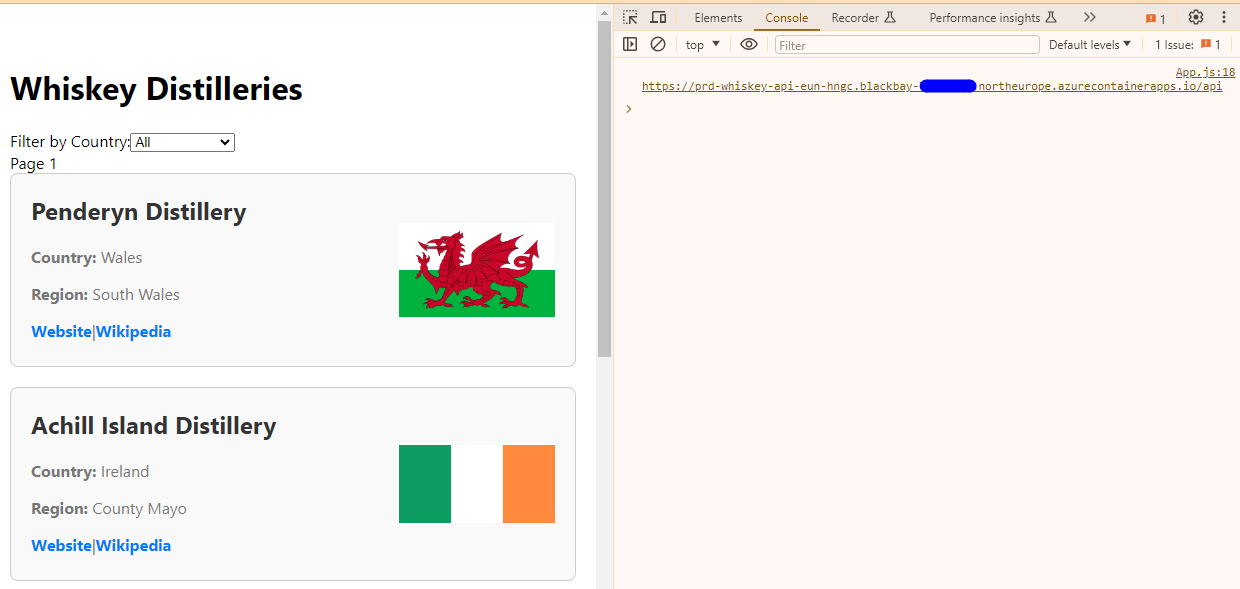 Whiskey Distilleries
Filter by Country: All
Page 1
Penderyn Distillery
Country: Wales
Region: South Wales
Website|Wikipedia
Achill Island Distillery
Country: Ireland
Region: County Mayo
Website|Wikipedia
Elements Console Recorder Performance insights 1
top Filter Default levels 1 Issue: 1
App.js:18
https://prd-whiskey-api-eun-hngc.blackbay- northeurope.azurecontainerapps.io/api